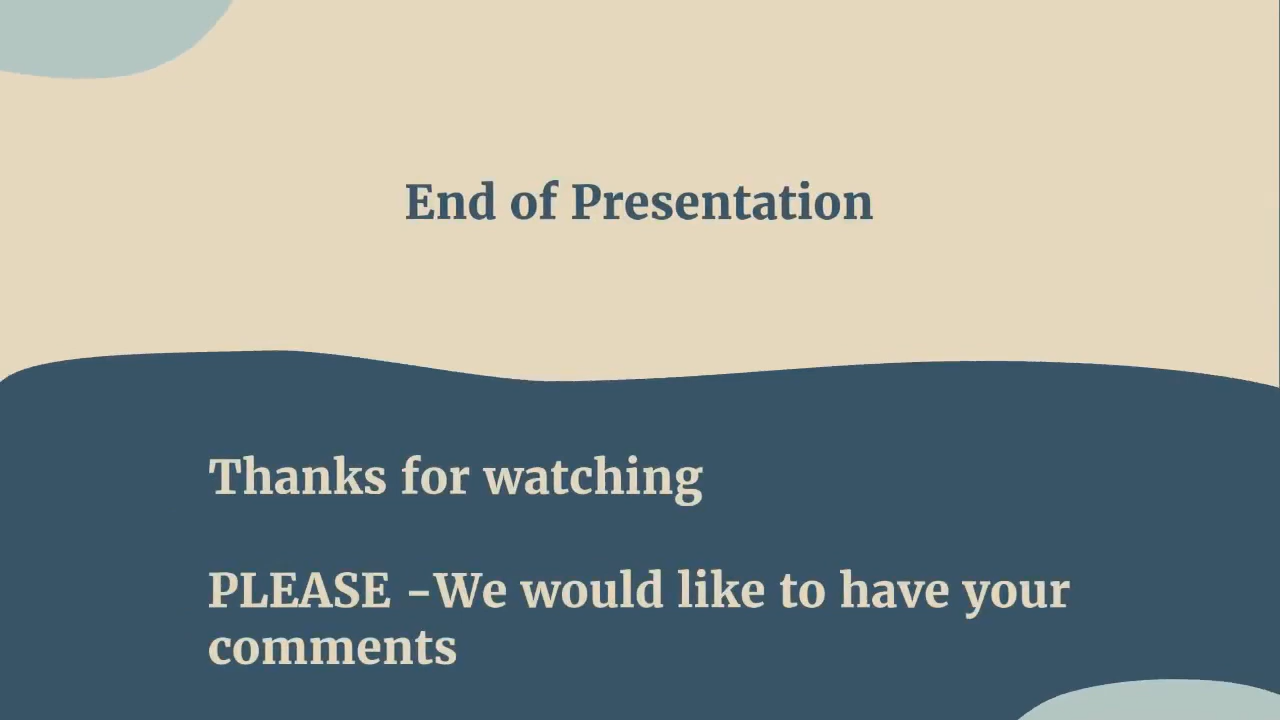 End of Presentation
Thanks for watching
PLEASE -We would like to have your
comments